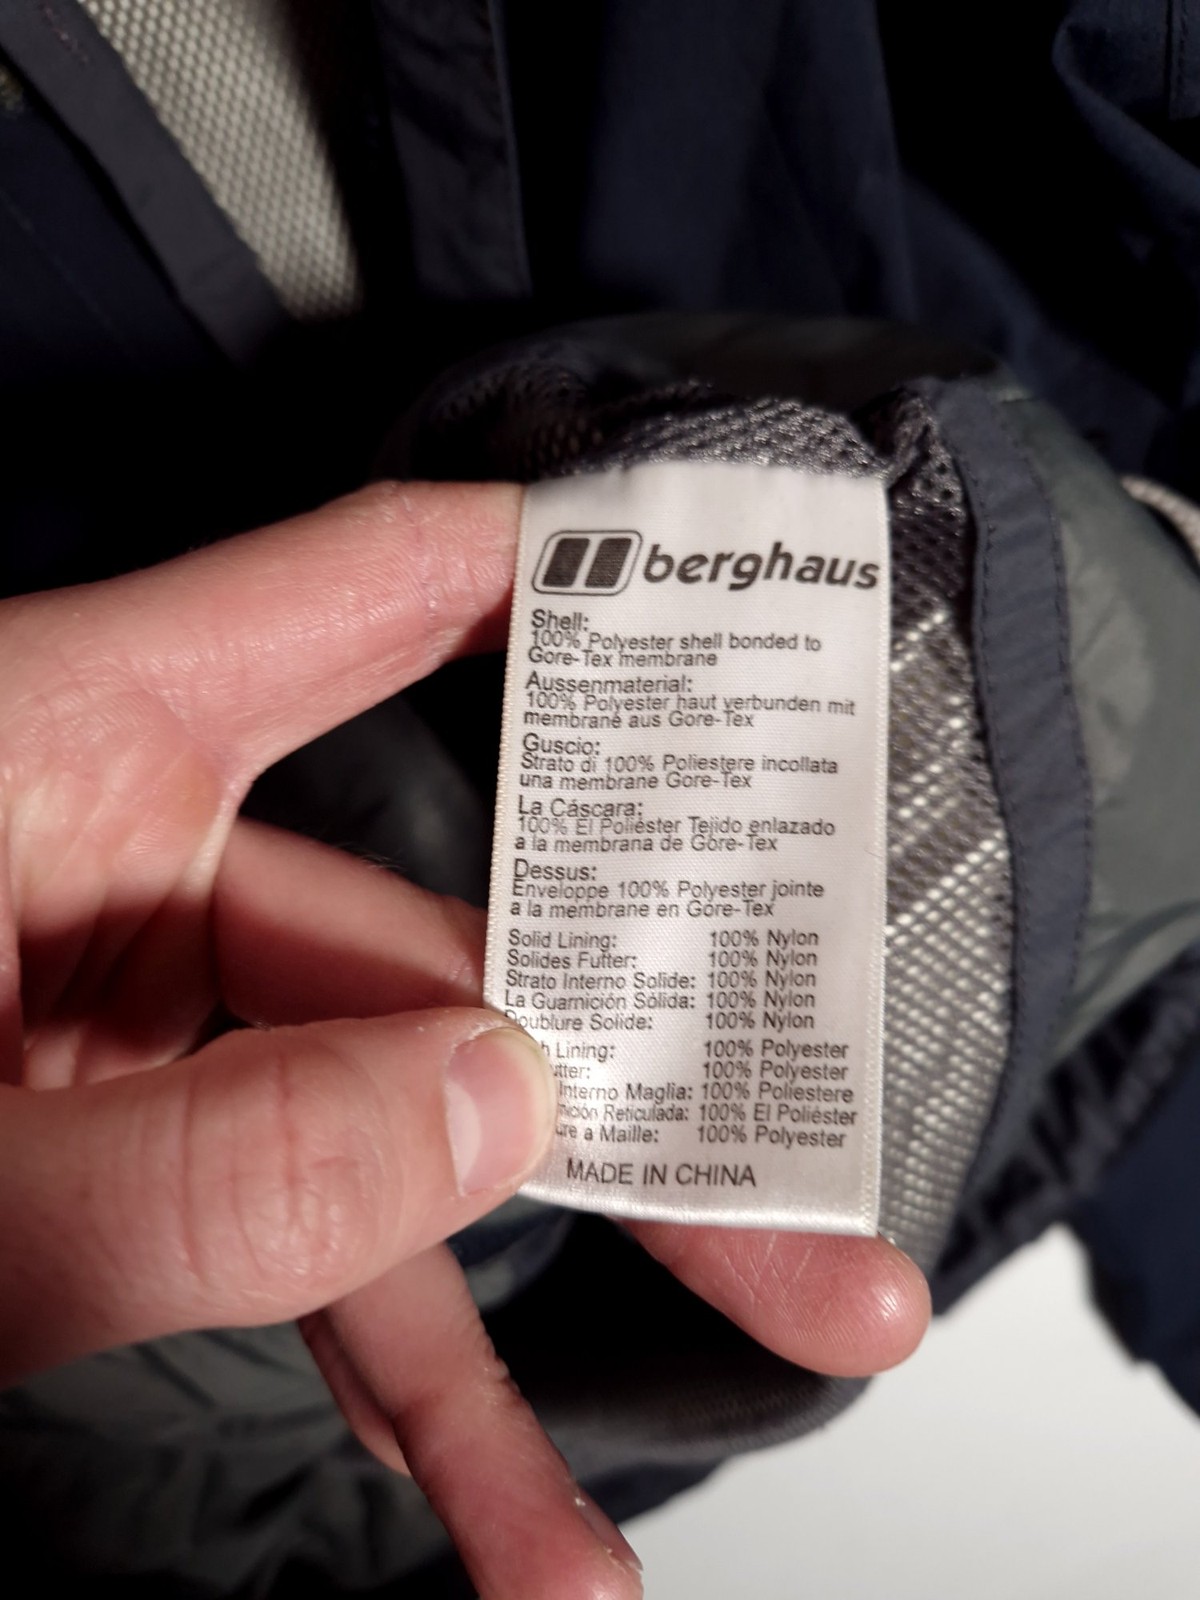 berghaus
Shell:
100% Polyester shell bonded to
Gore-Tex membrane
Aussenmaterial:
100% Polyester haut verbunden mit
membrane aus Gore-Tex
Guscio:
Strato di 100% Poliestere incollata
una membrane Gore-Tex
La Cáscara:
100% El Poliéster Tejido enlazado
a la membrana de Gore-Tex
Dessus:
Enveloppe 100% Polyester jointe
a la membrane en Gore-Tex
Solid Lining: 100% Nylon
Solides Futter: 100% Nylon
Strato Interno Solide: 100% Nylon
La Guarnición Sólida: 100% Nylon
Doublure Solide: 100% Nylon
Lining: 100% Polyester
100% Polyester
Interno Maglia: 100% Poliestere
Reticulada: 100% El Poliéster
a Maille: 100% Polyester
MADE IN CHINA